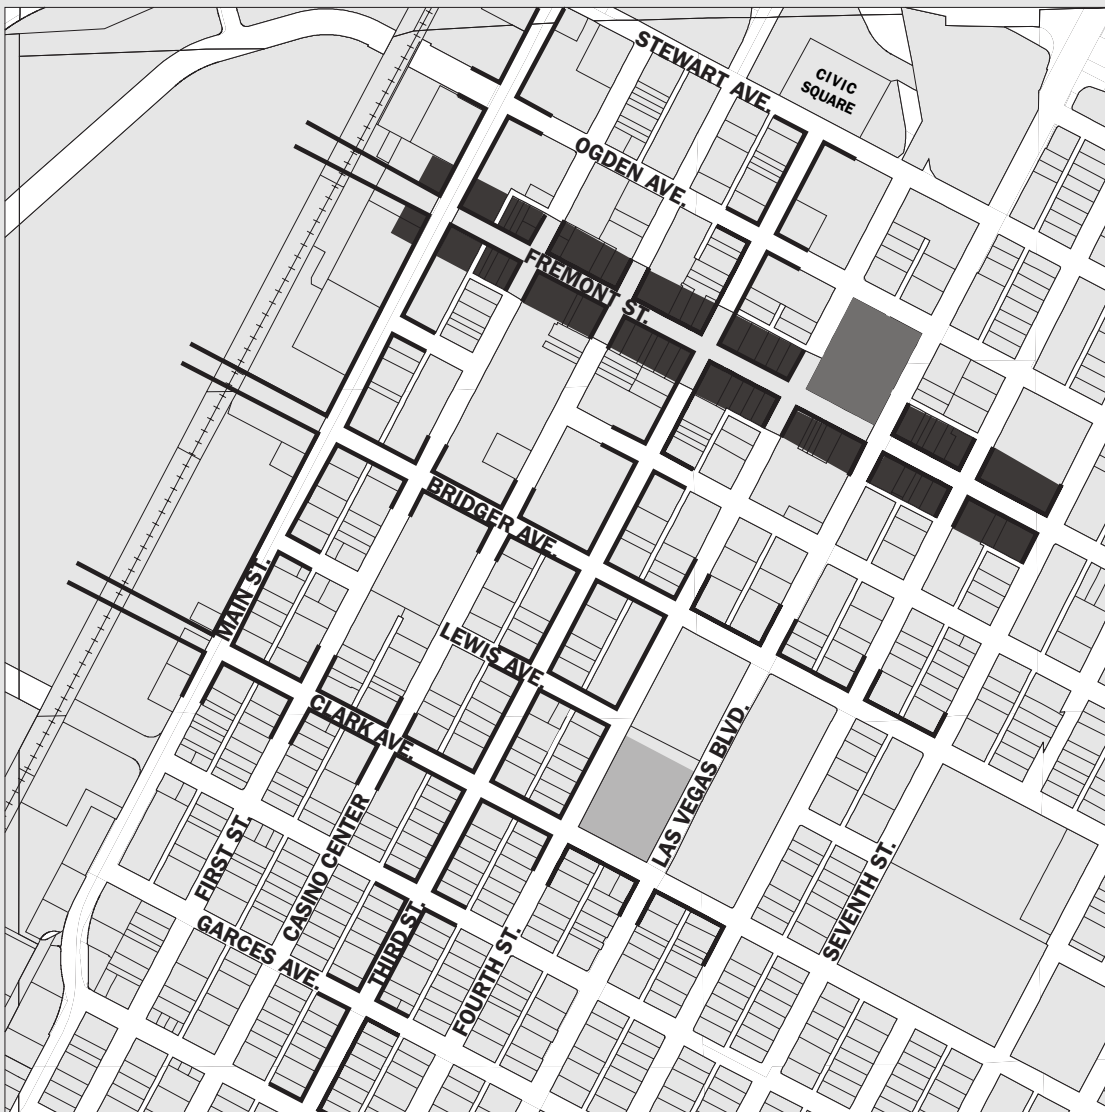 STEWART AVE.
CIVIC
SQUARE
OGDEN AVE.
FREMONT ST.
BRIDGER AVE.
MAIN ST.
LEWIS AVE.
CLARK AVE.
LAS VEGAS BLVD.
FIRST ST.
CASINO CENTER
SEVENTH ST.
GARCES AVE.
THIRD ST.
FOURTH ST.